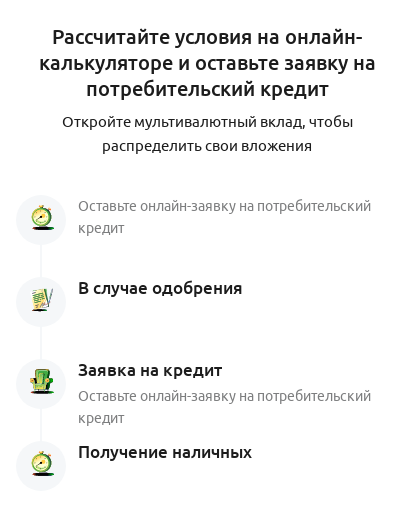 Рассчитайте условия на онлайн-
калькуляторе и оставьте заявку на
потребительский кредит
Откройте мультивалютный вклад, чтобы
распределить свои вложения
Оставьте онлайн-заявку на потребительский
кредит
В случае одобрения
Заявка на кредит
Оставьте онлайн-заявку на потребительский
кредит
Получение наличных